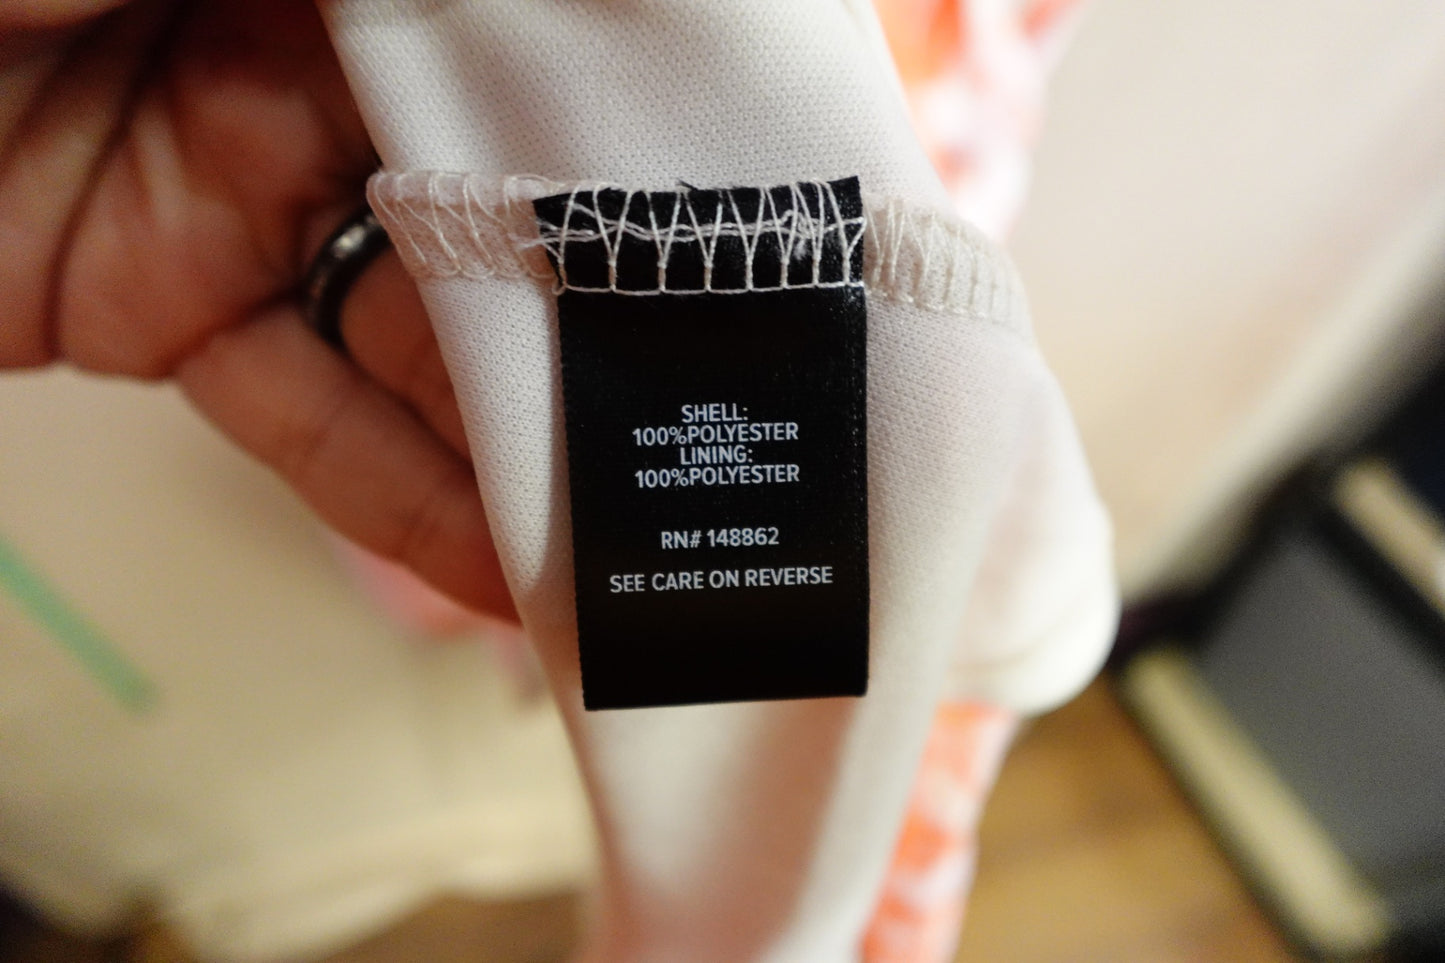 SHELL:
100%POLYESTER
LINING:
100%POLYESTER
RN# 148862
SEE CARE ON REVERSE